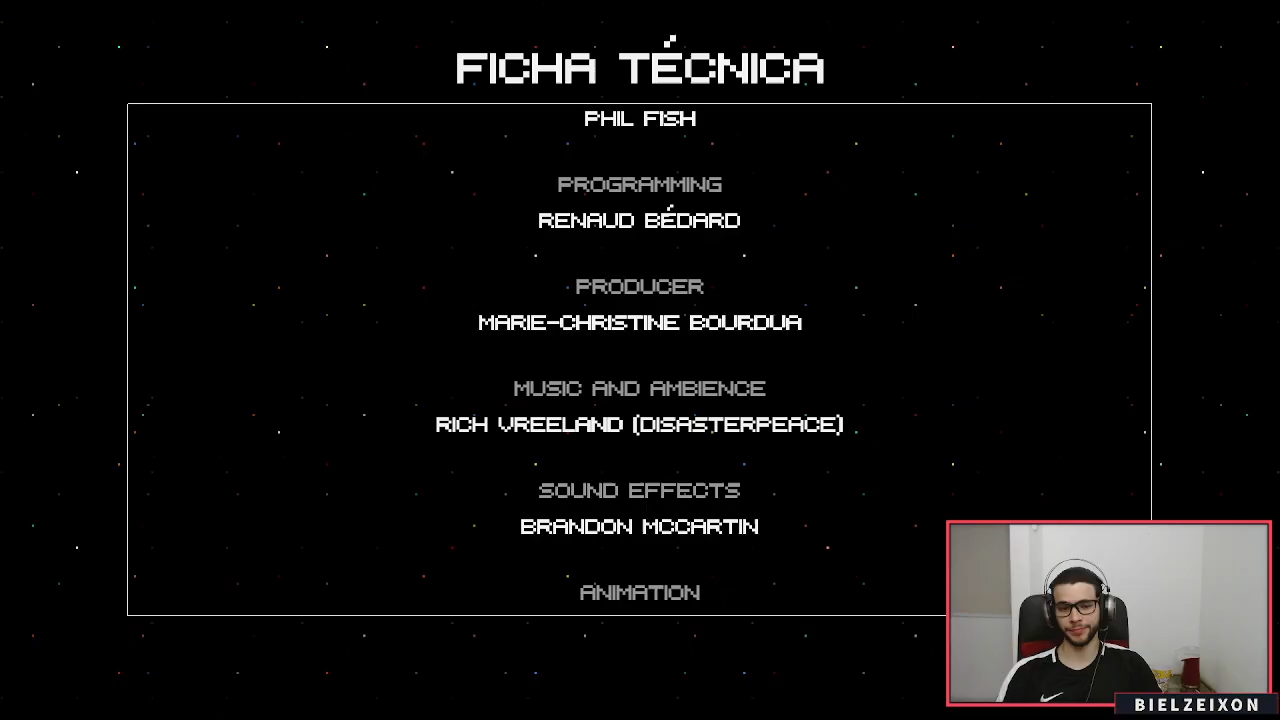 FICHA TÉCNICA
PHIL FISH
PROGRAMMING
RENAUD BÉDARD
PRODUCER
MARIE-CHRISTINE BOURDUA
MUSIC AND AMBIENCE
RICH VREELAND (DISASTERPEACE)
SOUND EFFECTS
BRANDON MCCARTIN
ANIMATION
BIELZEIXON